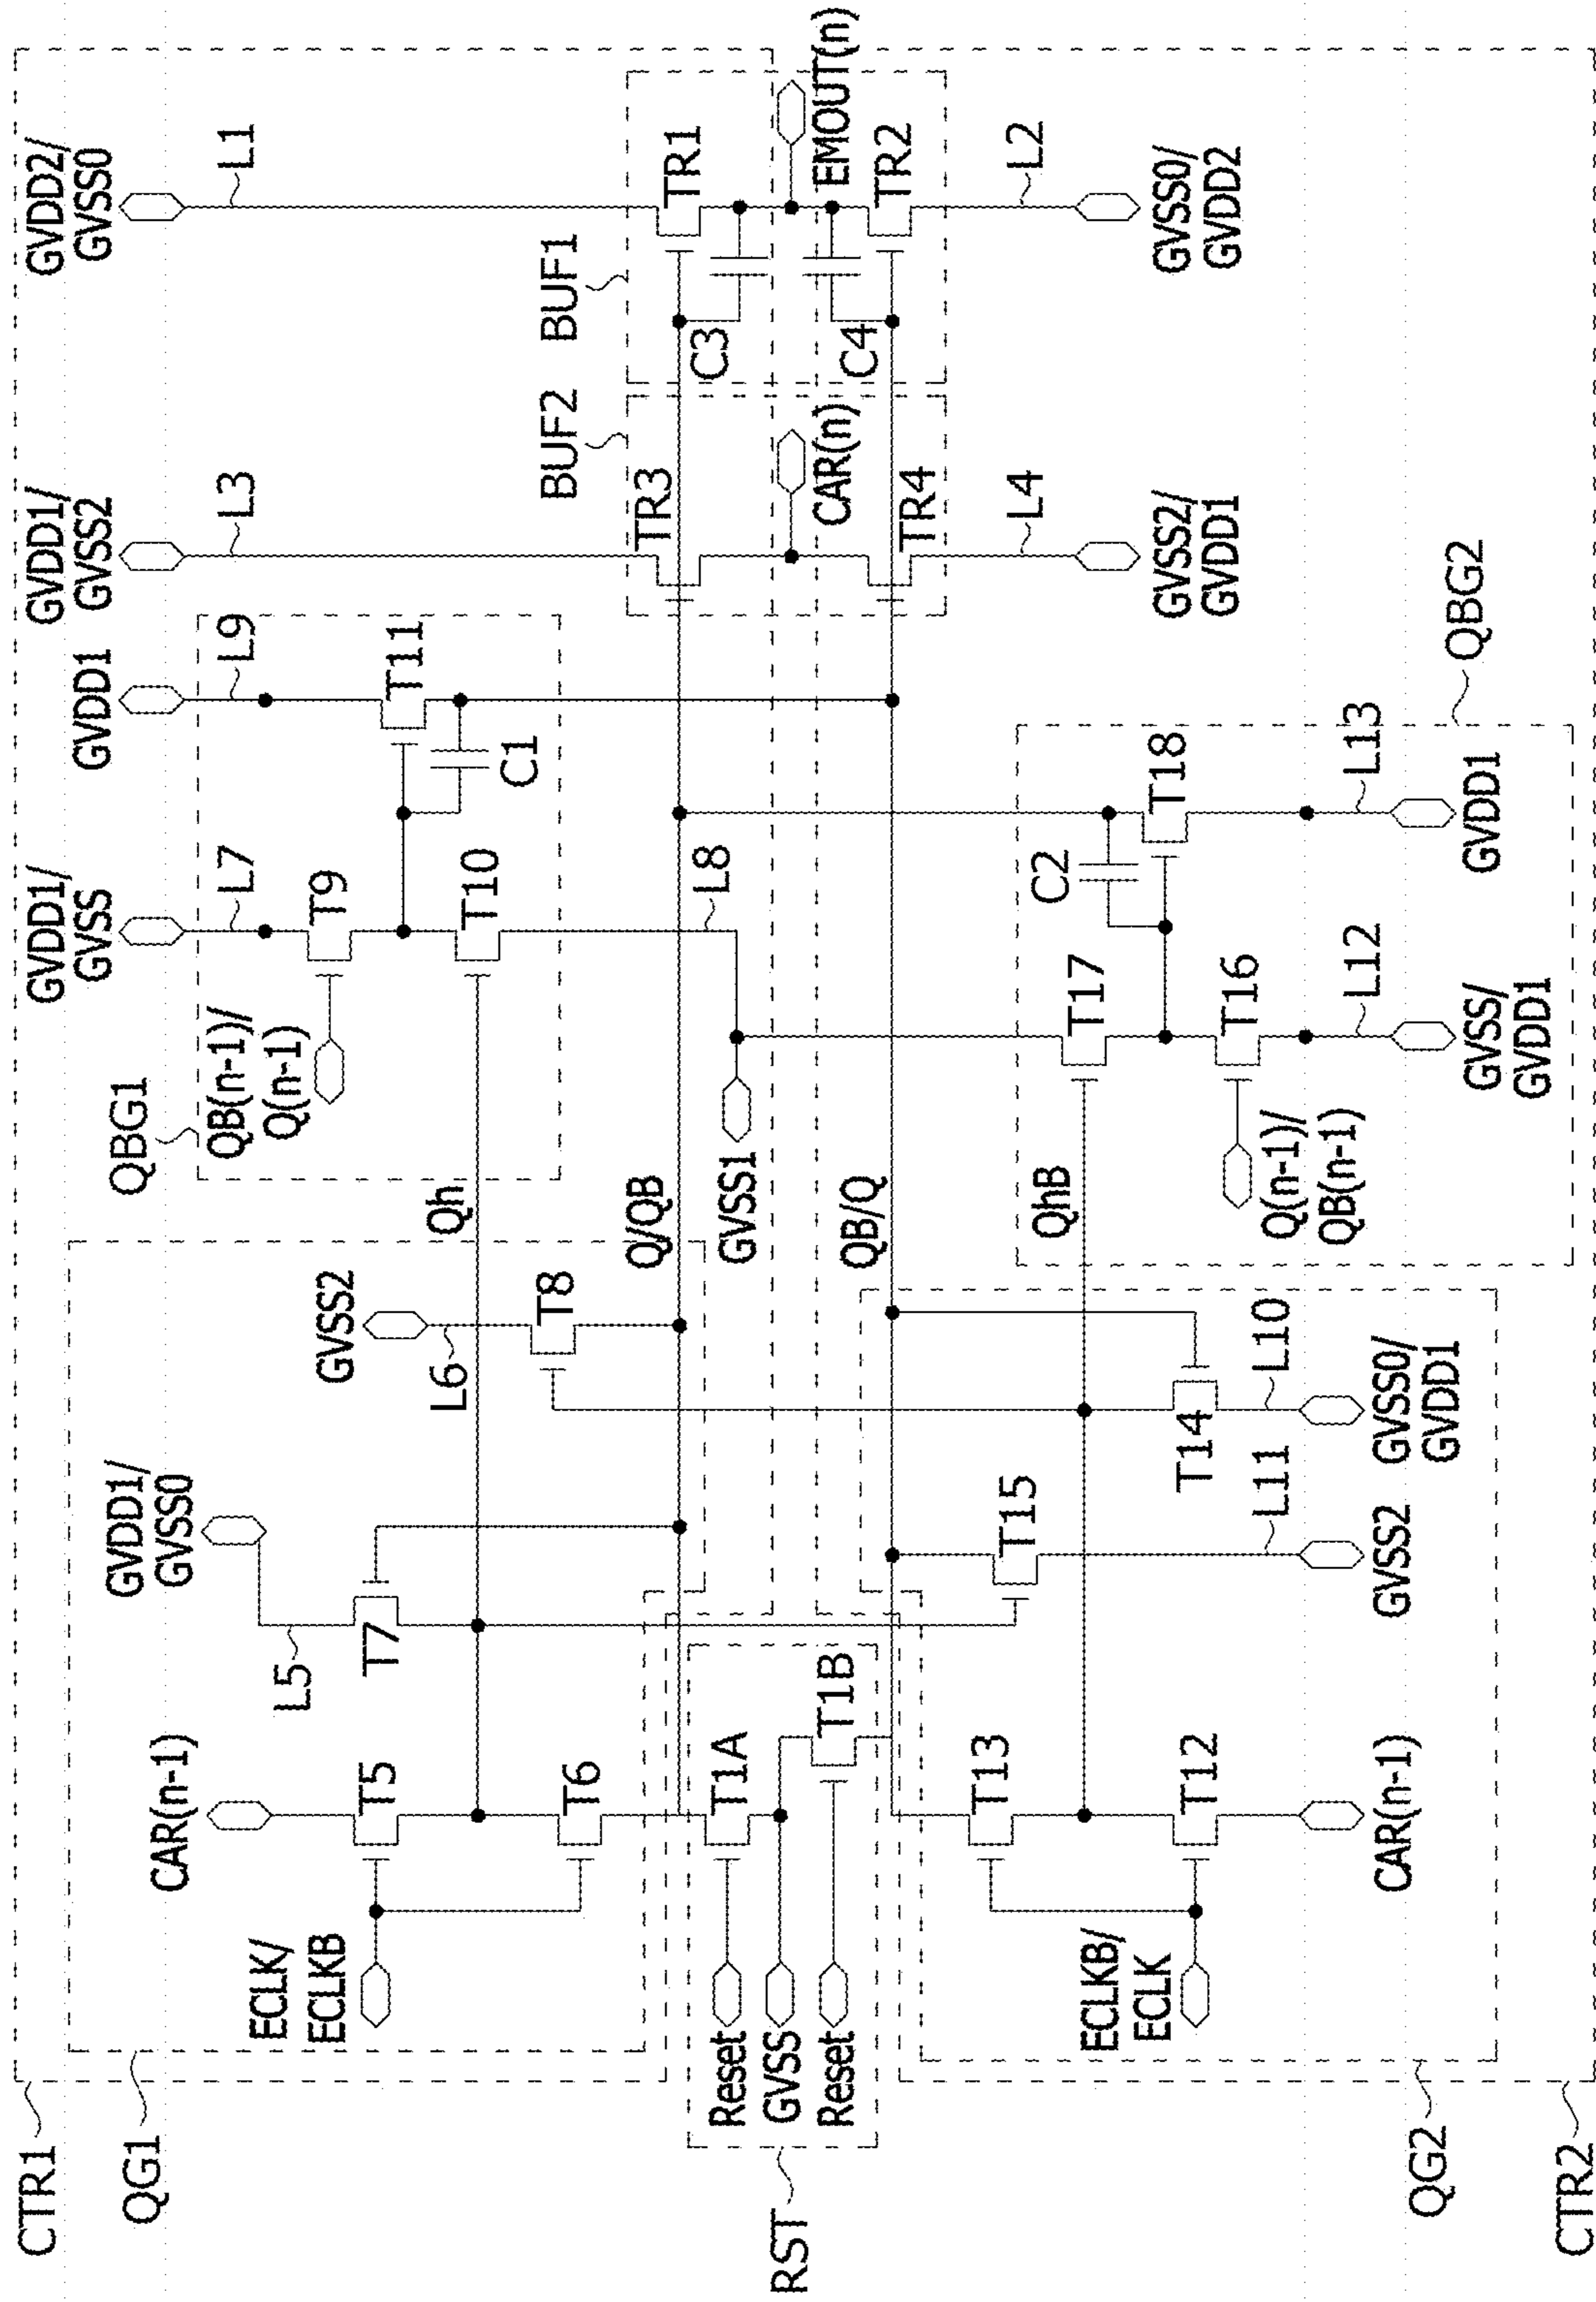 CTR1
QG1
CAR(n-1)
ECLK/
ECLKB
T5
T6
L5
T7
GVDD1/
GVSS0
GVSS2
L6
T8
Qh
Q/QB
QBG1
QB(n-1)/
Q(n-1)
GVDD1/
GVSS
L7
T9
T10
L8
GVDD1
L9
T11
C1
GVDD1/
GVSS2
L3
GVDD2/
GVSS0
L1
BUF2
BUF1
TR3
TR1
C3
CAR(n)
EMOUT(n)
C4
TR4
TR2
L4
L2
GVSS2/
GVDD1
GVSS0/
GVDD2
RST
Reset
GVSS
Reset
T1A
T1B
GVSS1
QB/Q
QhB
T13
T12
ECLKB/
ECLK
CAR(n-1)
T15
L11
GVSS2
T14
L10
GVSS0/
GVDD1
Q(n-1)/
QB(n-1)
T17
T16
L12
GVSS/
GVDD1
C2
T18
L13
GVDD1
QBG2
QG2
CTR2